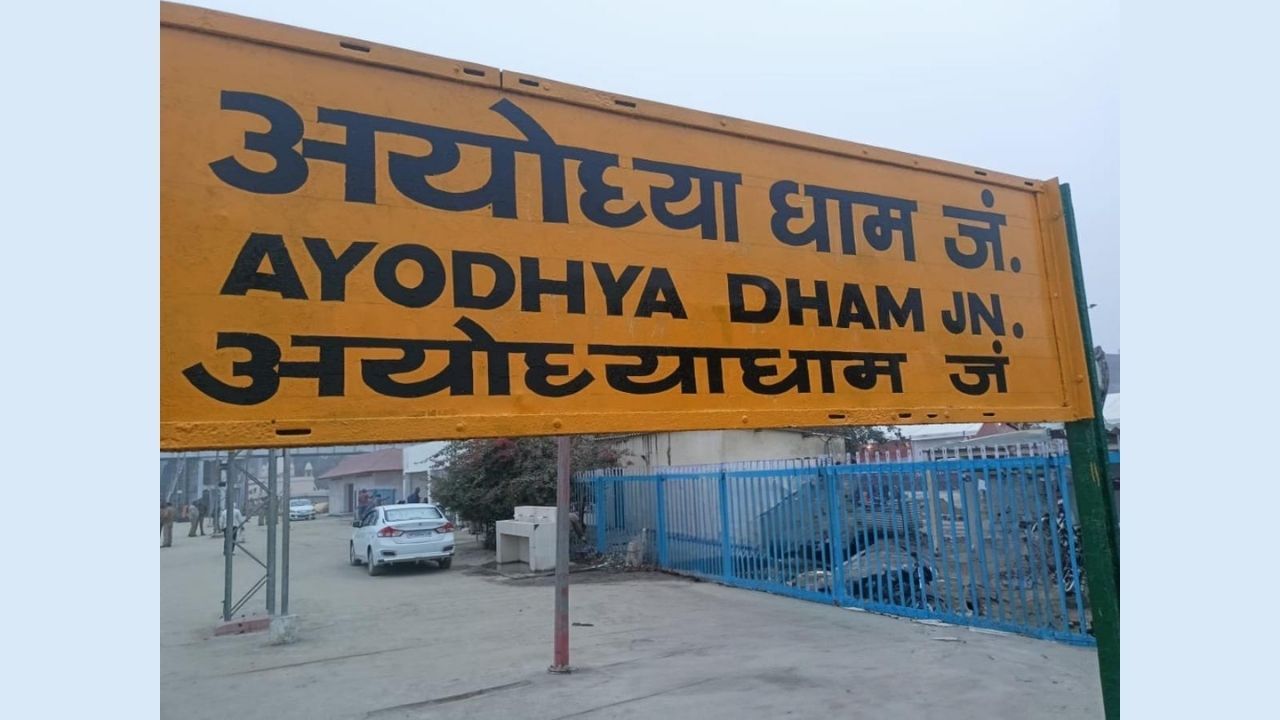 अयोध्या धाम जं.
AYODHYA DHAM JN.
अयोध्याधाम जं